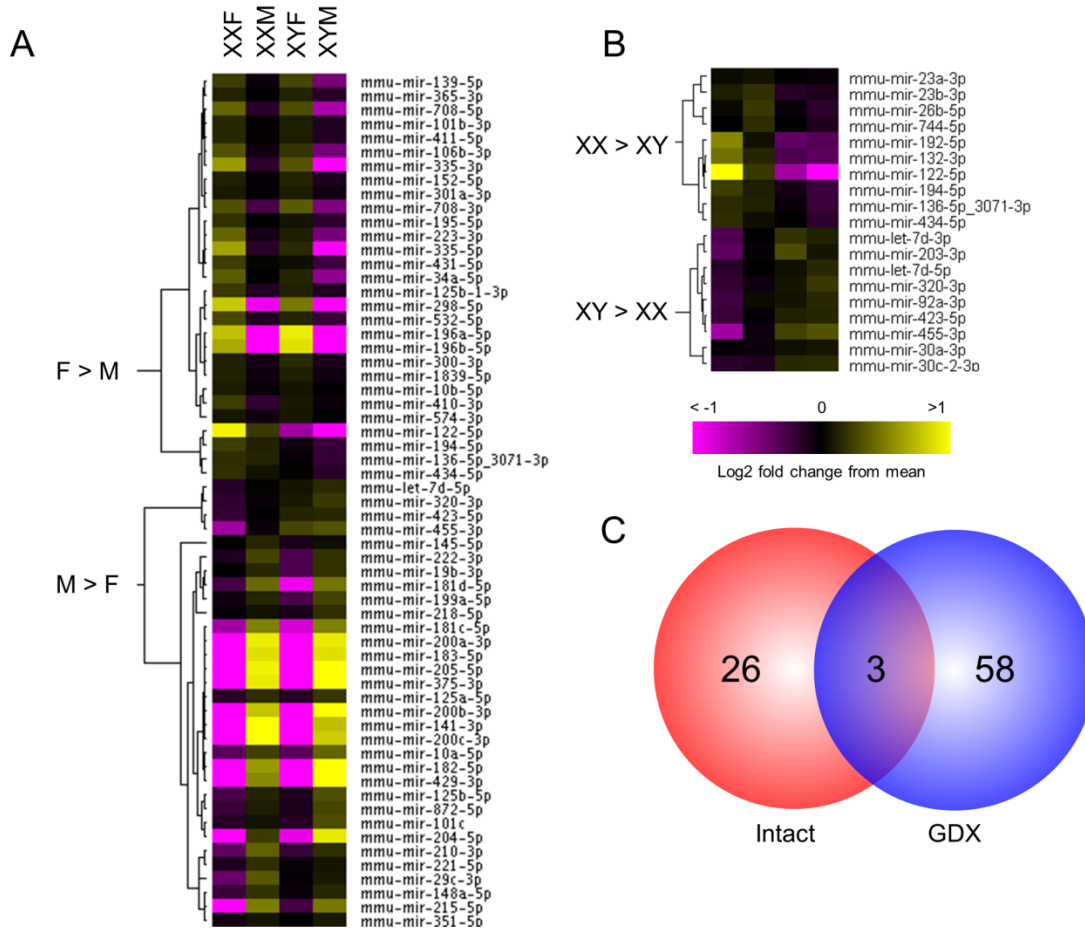 A
XXF
XXM
XYF
XYM
mmu-mir-139-5p
mmu-mir-365-3p
mmu-mir-708-5p
mmu-mir-101b-3p
mmu-mir-411-5p
mmu-mir-106b-3p
mmu-mir-335-3p
mmu-mir-152-5p
mmu-mir-301a-3p
mmu-mir-708-3p
mmu-mir-195-5p
mmu-mir-223-3p
mmu-mir-335-5p
mmu-mir-431-5p
mmu-mir-34a-5p
mmu-mir-125b-1-3p
mmu-mir-298-5p
mmu-mir-532-5p
mmu-mir-196a-5p
mmu-mir-196b-5p
mmu-mir-300-3p
mmu-mir-1839-5p
mmu-mir-10b-5p
mmu-mir-410-3p
mmu-mir-574-3p
mmu-mir-122-5p
mmu-mir-194-5p
mmu-mir-136-5p_3071-3p
mmu-mir-434-5p
F > M
mmu-let-7d-5p
mmu-mir-320-3p
mmu-mir-423-5p
mmu-mir-455-3p
mmu-mir-145-5p
mmu-mir-222-3p
mmu-mir-19b-3p
mmu-mir-181d-5p
mmu-mir-199a-5p
mmu-mir-218-5p
mmu-mir-181c-5p
mmu-mir-200a-3p
mmu-mir-183-5p
mmu-mir-205-5p
mmu-mir-375-3p
mmu-mir-125a-5p
mmu-mir-200b-3p
mmu-mir-141-3p
mmu-mir-200c-3p
mmu-mir-10a-5p
mmu-mir-182-5p
mmu-mir-429-3p
mmu-mir-125b-5p
mmu-mir-872-5p
mmu-mir-101c
mmu-mir-204-5p
mmu-mir-210-3p
mmu-mir-221-5p
mmu-mir-29c-3p
mmu-mir-148a-5p
mmu-mir-215-5p
mmu-mir-351-5p
M > F
B
mmu-mir-23a-3p
mmu-mir-23b-3p
mmu-mir-26b-5p
mmu-mir-744-5p
mmu-mir-192-5p
mmu-mir-132-3p
mmu-mir-122-5p
mmu-mir-194-5p
mmu-mir-136-5p_3071-3p
mmu-mir-434-5p
XX > XY
mmu-let-7d-3p
mmu-mir-203-3p
mmu-let-7d-5p
mmu-mir-320-3p
mmu-mir-92a-3p
mmu-mir-423-5p
mmu-mir-455-3p
mmu-mir-30a-3p
mmu-mir-30c-2-3p
XY > XX
< -1 0 >1
Log2 fold change from mean
C
26 3 58
Intact GDX